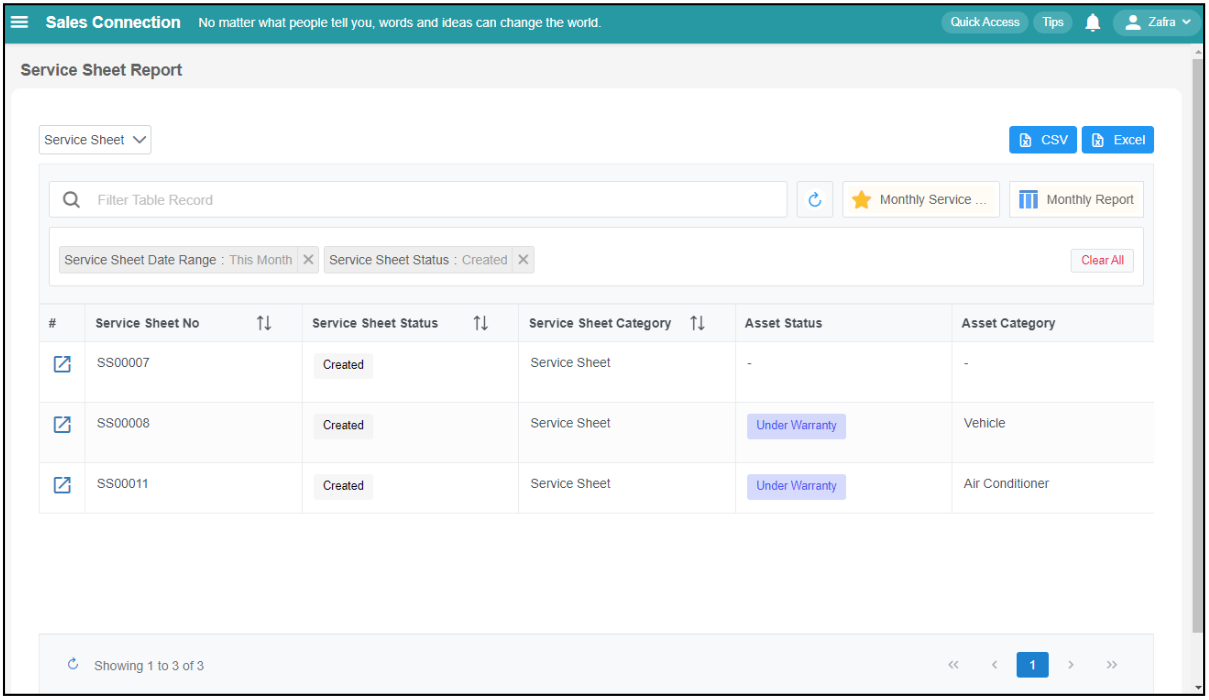 Sales Connection No matter what people tell you, words and ideas can change the world. Quick Access Tips Zafra
Service Sheet Report
Service Sheet CSV Excel
Filter Table Record Monthly Service ... Monthly Report
Service Sheet Date Range : This Month Service Sheet Status : Created Clear All
# Service Sheet No Service Sheet Status Service Sheet Category Asset Status Asset Category
SS00007 Created Service Sheet - -
SS00008 Created Service Sheet Under Warranty Vehicle
SS00011 Created Service Sheet Under Warranty Air Conditioner
Showing 1 to 3 of 3 << < 1 > >>